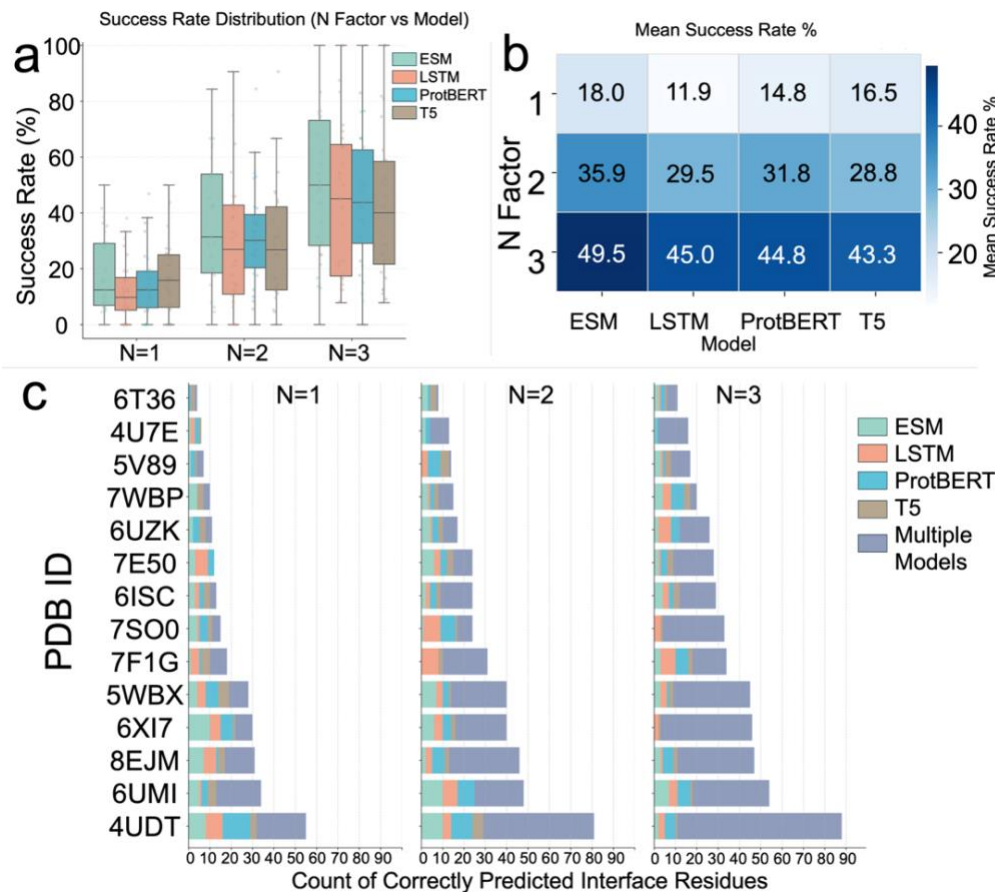 Success Rate Distribution (N Factor vs Model)
a
Success Rate (%)
100
80
60
40
20
0
N=1 N=2 N=3
ESM
LSTM
ProtBERT
T5
Mean Success Rate %
b
N Factor
1 18.0 11.9 14.8 16.5
2 35.9 29.5 31.8 28.8
3 49.5 45.0 44.8 43.3
ESM LSTM ProtBERT T5
Model
40
30
20
Mean Success Rate %
c
N=1 N=2 N=3
PDB ID
6T36
4U7E
5V89
7WBP
6UZK
7E50
6ISC
7SO0
7F1G
5WBX
6XI7
8EJM
6UMI
4UDT
0 10 20 30 40 50 60 70 80 90
0 10 20 30 40 50 60 70 80 90
0 10 20 30 40 50 60 70 80 90
Count of Correctly Predicted Interface Residues
ESM
LSTM
ProtBERT
T5
Multiple
Models